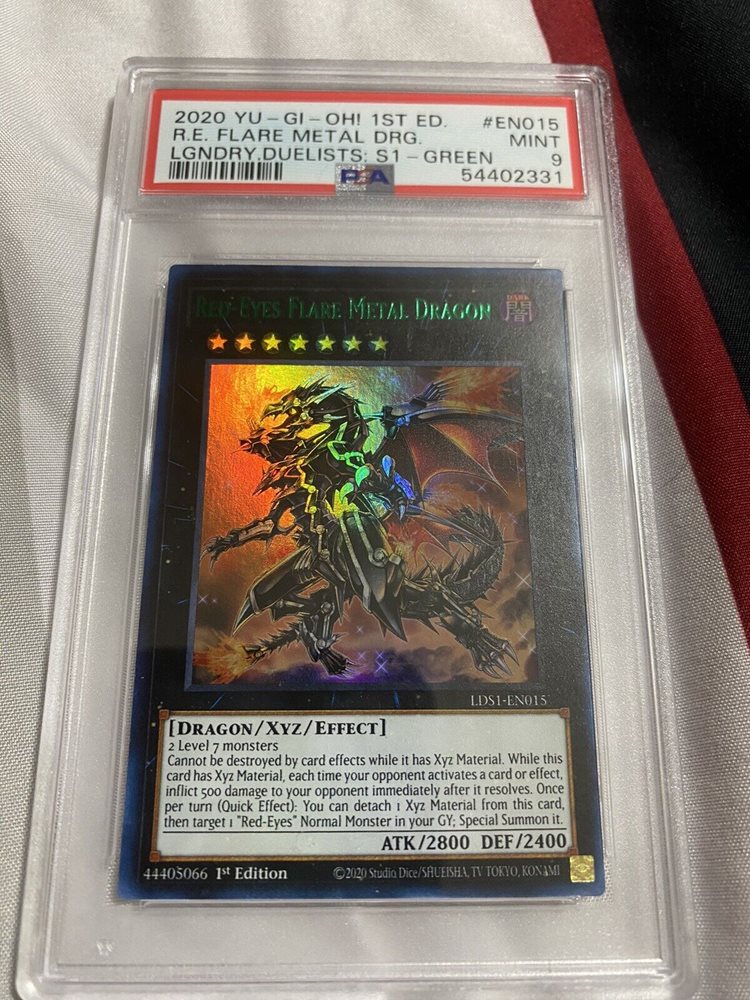 2020 YU-GI-OH! 1ST ED. #EN015
R.E. FLARE METAL DRG. MINT
LGNDRY.DUELISTS: S1-GREEN 9
PSA 54402331
RED-EYES FLARE METAL DRAGON
DARK
闇
LDS1-EN015
[DRAGON/XYZ/EFFECT]
2 Level 7 monsters
Cannot be destroyed by card effects while it has Xyz Material. While this
card has Xyz Material, each time your opponent activates a card or effect,
inflict 500 damage to your opponent immediately after it resolves. Once
per turn (Quick Effect): You can detach 1 Xyz Material from this card,
then target 1 "Red-Eyes" Normal Monster in your GY; Special Summon it.
ATK/2800 DEF/2400
44405066 1st Edition ©2020 Studio Dice/SHUEISHA, TV TOKYO, KONAMI